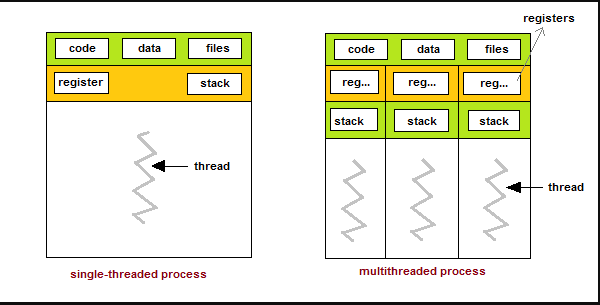 registers
code data files
register stack
thread
single-threaded process
code data files
reg... reg... reg...
stack stack stack
thread
multithreaded process